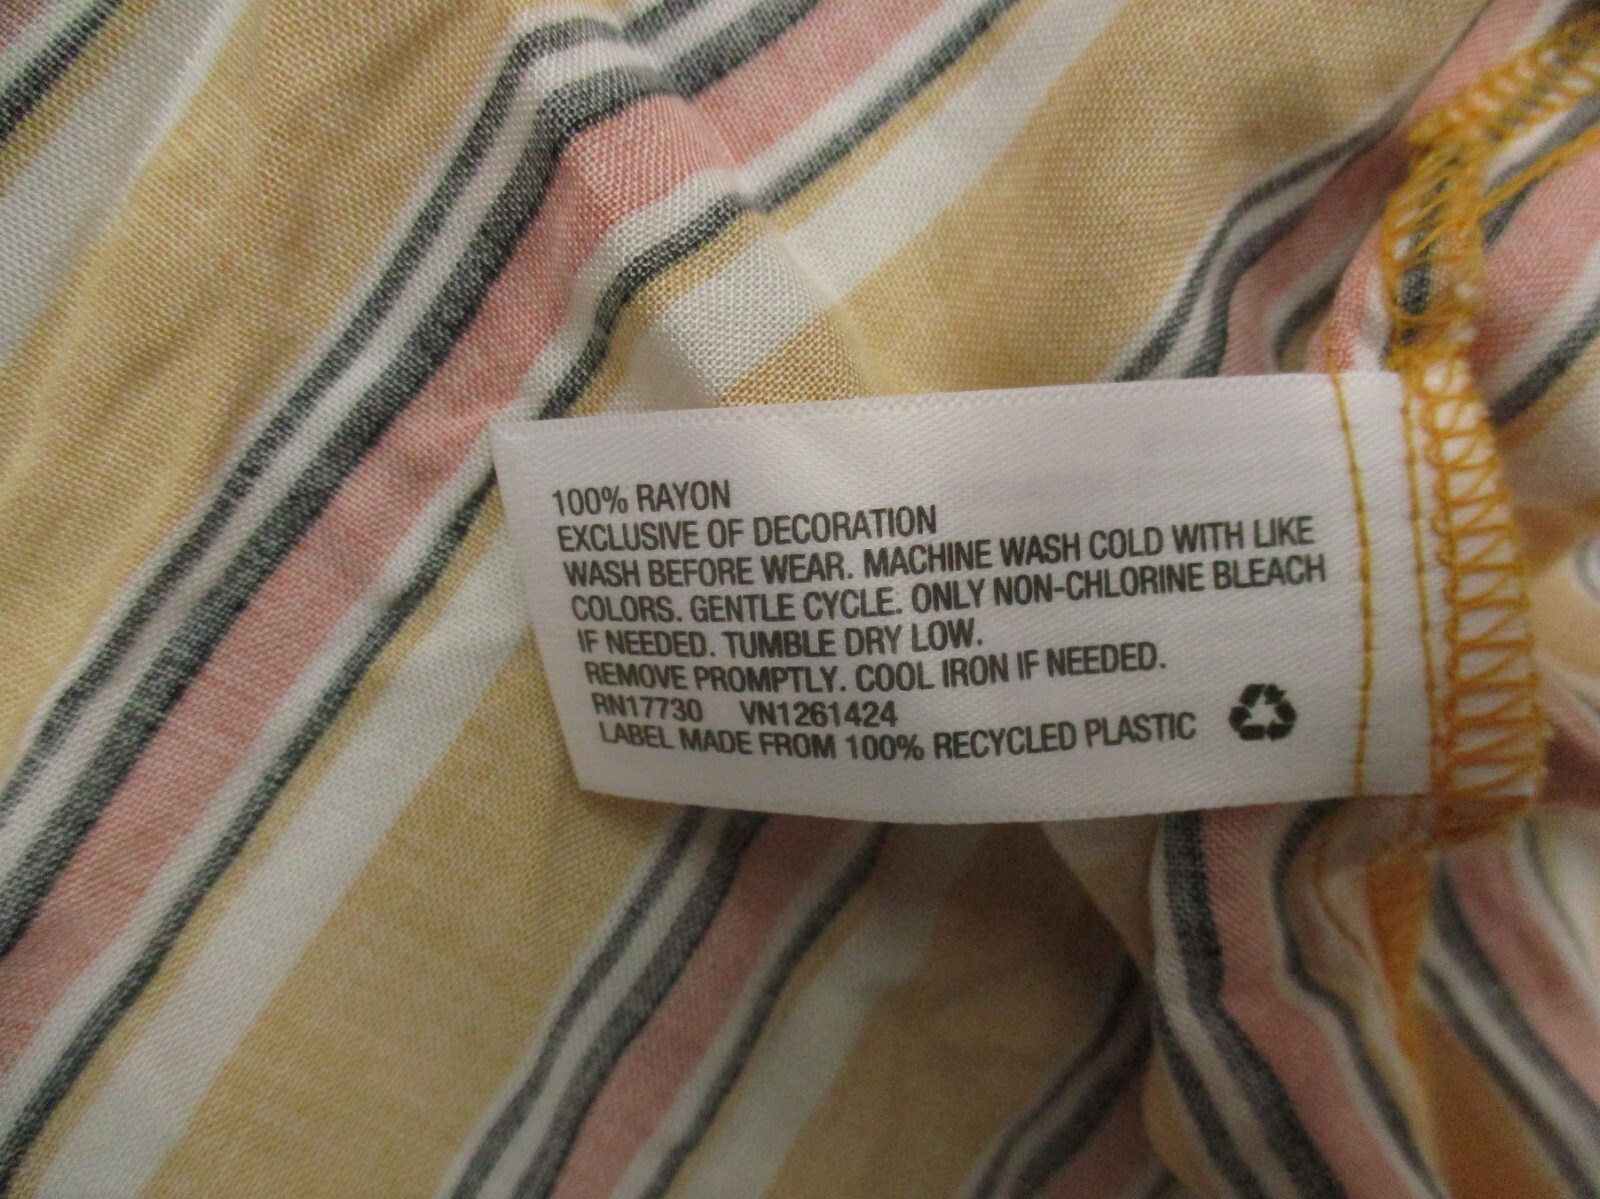 100% RAYON
EXCLUSIVE OF DECORATION
WASH BEFORE WEAR. MACHINE WASH COLD WITH LIKE
COLORS. GENTLE CYCLE. ONLY NON-CHLORINE BLEACH
IF NEEDED. TUMBLE DRY LOW.
REMOVE PROMPTLY. COOL IRON IF NEEDED.
RN17730 VN1261424
LABEL MADE FROM 100% RECYCLED PLASTIC